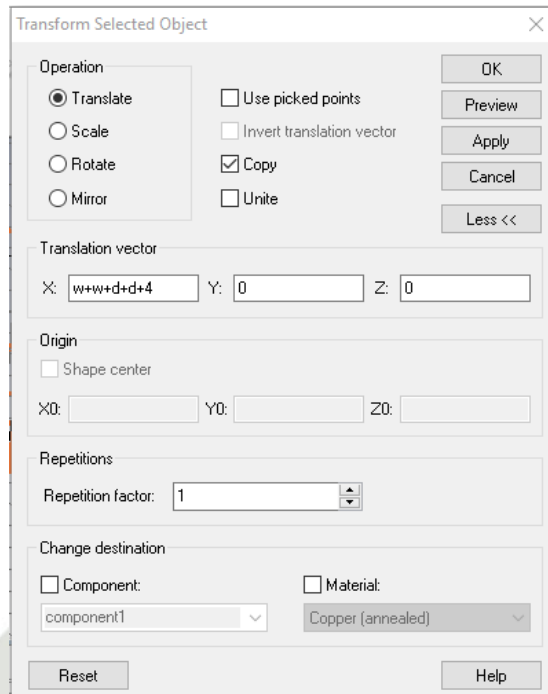 Transform Selected Object
Operation
Translate
Scale
Rotate
Mirror
Use picked points
Invert translation vector
Copy
Unite
OK
Preview
Apply
Cancel
Less <<
Translation vector
X: w+w+d+d+4 Y: 0 Z: 0
Origin
Shape center
X0: Y0: Z0:
Repetitions
Repetition factor: 1
Change destination
Component: Material:
component1 Copper (annealed)
Reset Help